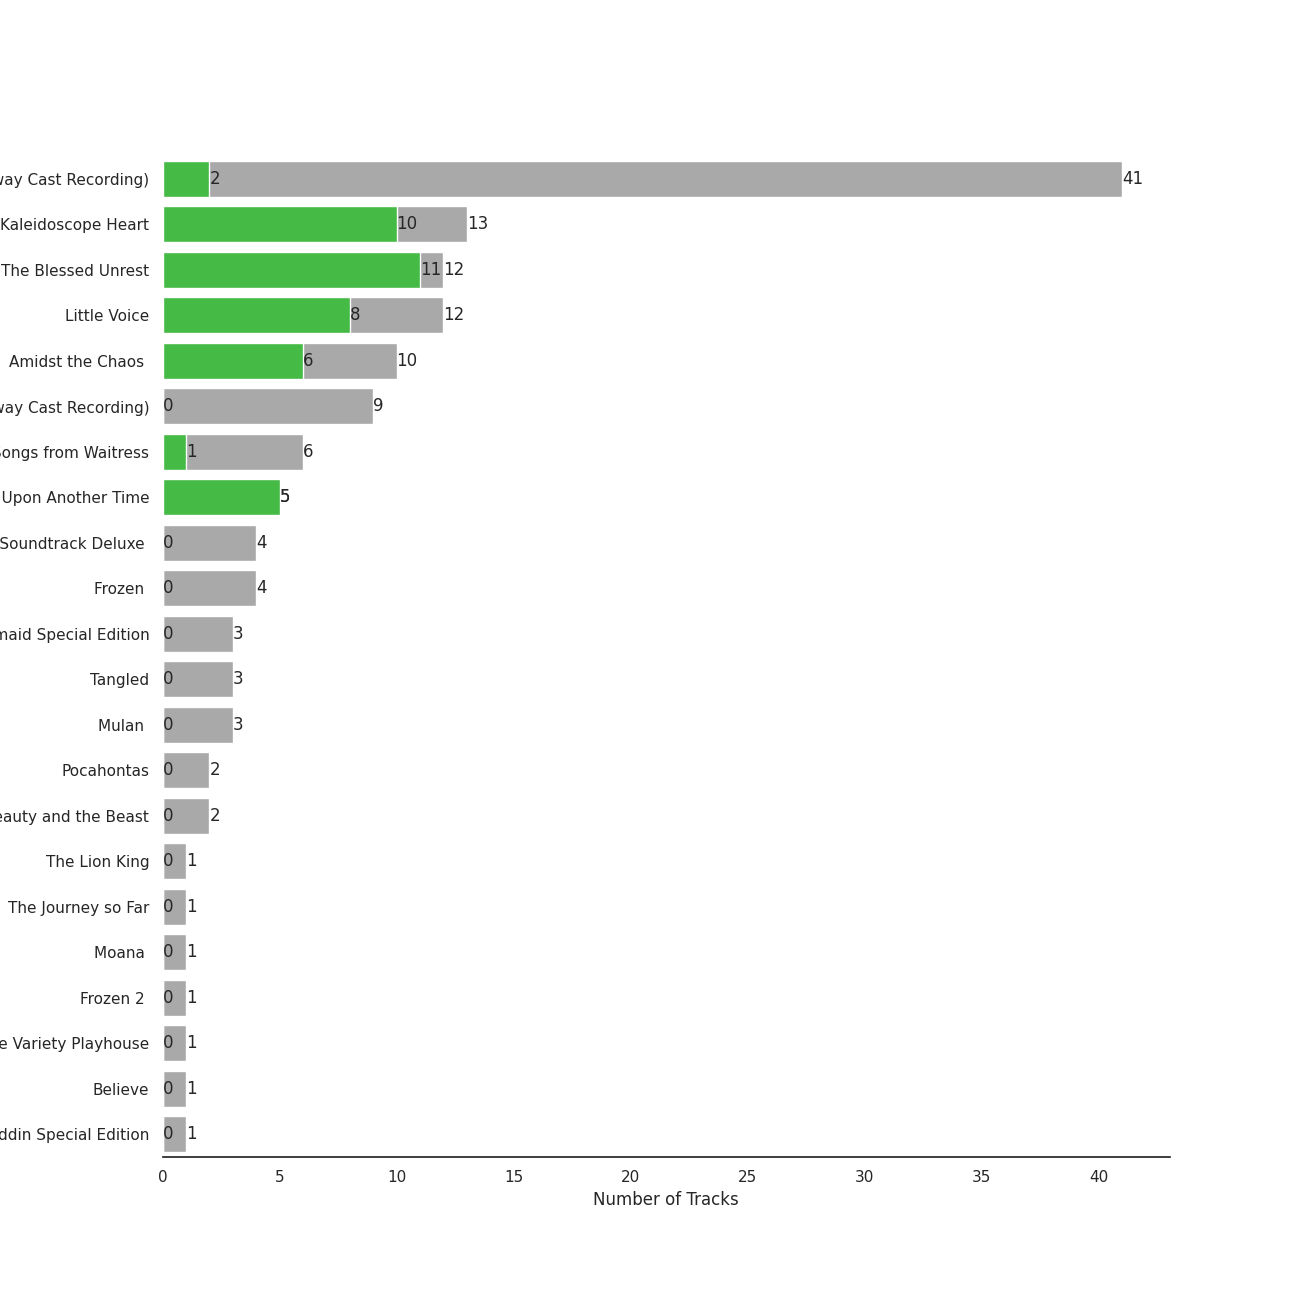 way Cast Recording) 2 41
Kaleidoscope Heart 10 13
The Blessed Unrest 11 12
Little Voice 8 12
Amidst the Chaos 6 10
way Cast Recording) 0 9
Songs from Waitress 1 6
Upon Another Time 5
Soundtrack Deluxe 0 4
Frozen 0 4
maid Special Edition 0 3
Tangled 0 3
Mulan 0 3
Pocahontas 0 2
eauty and the Beast 0 2
The Lion King 0 1
The Journey so Far 0 1
Moana 0 1
Frozen 2 0 1
e Variety Playhouse 0 1
Believe 0 1
ddin Special Edition 0 1
0 5 10 15 20 25 30 35 40
Number of Tracks